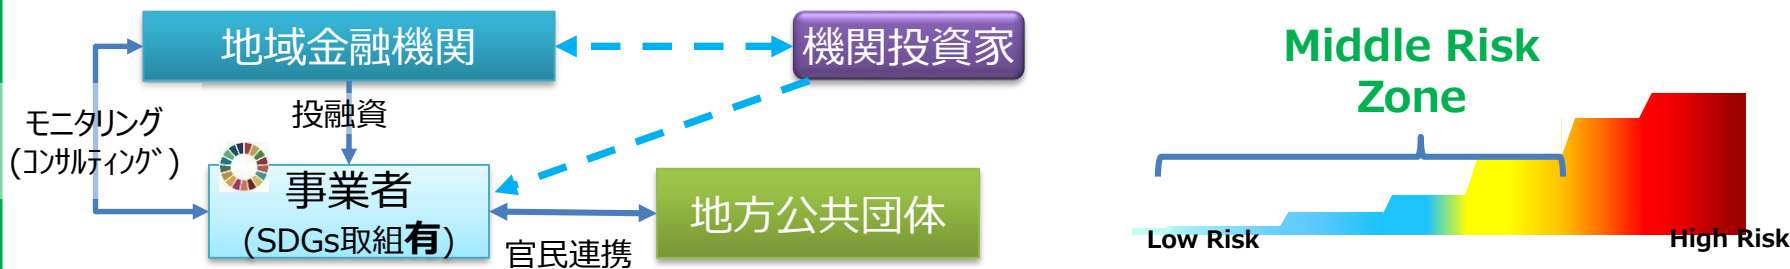 地域金融機関
機関投資家
投融資
モニタリング
(コンサルティング)
事業者
(SDGs取組有)
地方公共団体
官民連携
Middle Risk
Zone
Low Risk
High Risk